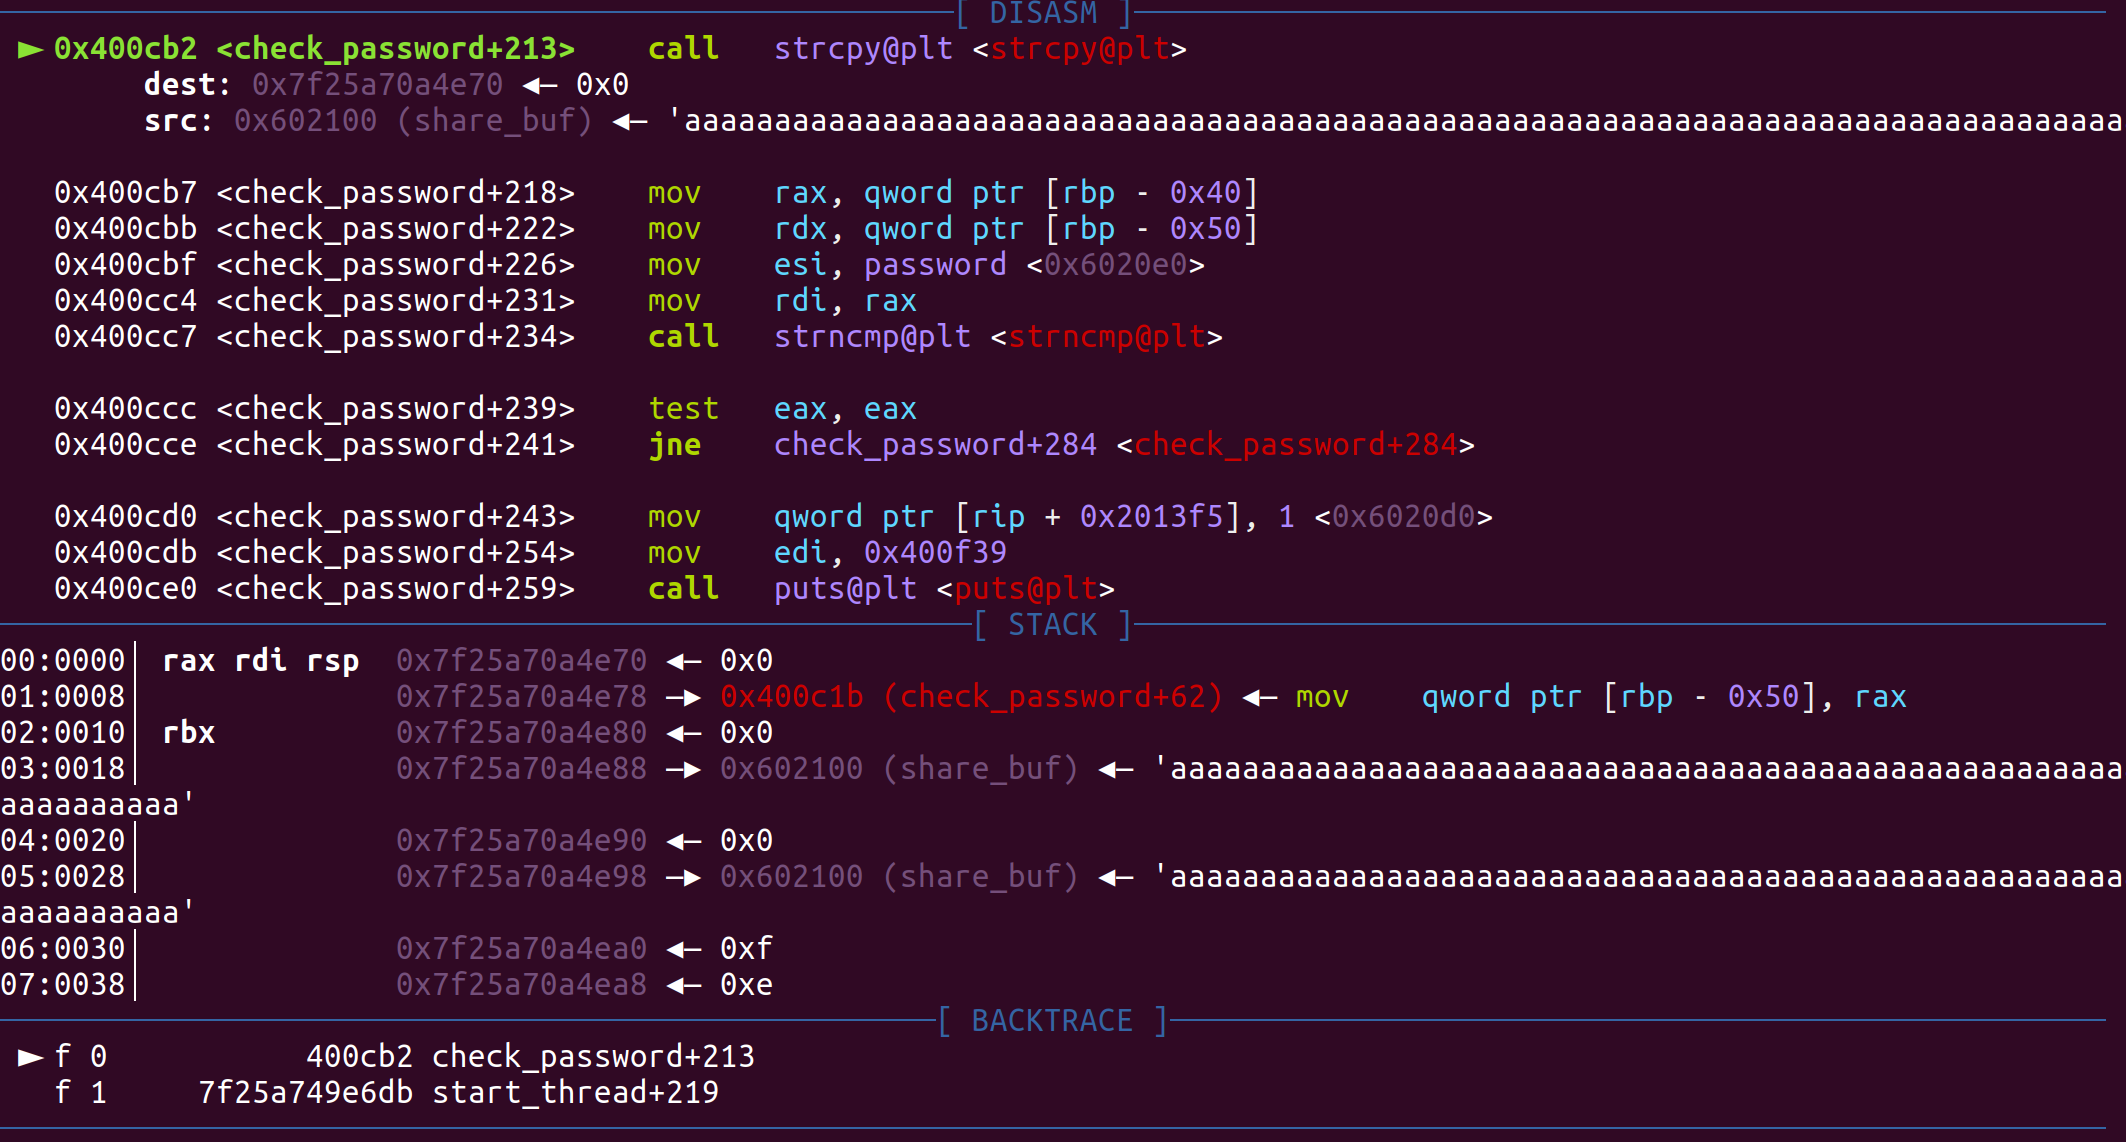 [ DISASM ]
► 0x400cb2 <check_password+213>    call   strcpy@plt <strcpy@plt>
dest: 0x7f25a70a4e70 ◂— 0x0
src: 0x602100 (share_buf) ◂— 'aaaaaaaaaaaaaaaaaaaaaaaaaaaaaaaaaaaaaaaaaaaaaaaaaaaaaaaaaaaaaaaaaaaaaaaaaaaaaaaa
0x400cb7 <check_password+218>    mov    rax, qword ptr [rbp - 0x40]
0x400cbb <check_password+222>    mov    rdx, qword ptr [rbp - 0x50]
0x400cbf <check_password+226>    mov    esi, password <0x6020e0>
0x400cc4 <check_password+231>    mov    rdi, rax
0x400cc7 <check_password+234>    call   strncmp@plt <strncmp@plt>
0x400ccc <check_password+239>    test   eax, eax
0x400cce <check_password+241>    jne    check_password+284 <check_password+284>
0x400cd0 <check_password+243>    mov    qword ptr [rip + 0x2013f5], 1 <0x6020d0>
0x400cdb <check_password+254>    mov    edi, 0x400f39
0x400ce0 <check_password+259>    call   puts@plt <puts@plt>
[ STACK ]
00:0000│ rax rdi rsp  0x7f25a70a4e70 ◂— 0x0
01:0008│              0x7f25a70a4e78 —▸ 0x400c1b (check_password+62) ◂— mov    qword ptr [rbp - 0x50], rax
02:0010│ rbx          0x7f25a70a4e80 ◂— 0x0
03:0018│              0x7f25a70a4e88 —▸ 0x602100 (share_buf) ◂— 'aaaaaaaaaaaaaaaaaaaaaaaaaaaaaaaaaaaaaaaaaaaaaaaaaaaaa
aaaaaaaaaa'
04:0020│              0x7f25a70a4e90 ◂— 0x0
05:0028│              0x7f25a70a4e98 —▸ 0x602100 (share_buf) ◂— 'aaaaaaaaaaaaaaaaaaaaaaaaaaaaaaaaaaaaaaaaaaaaaaaaaaaaa
aaaaaaaaaa'
06:0030│              0x7f25a70a4ea0 ◂— 0xf
07:0038│              0x7f25a70a4ea8 ◂— 0xe
[ BACKTRACE ]
► f 0           400cb2 check_password+213
f 1     7f25a749e6db start_thread+219